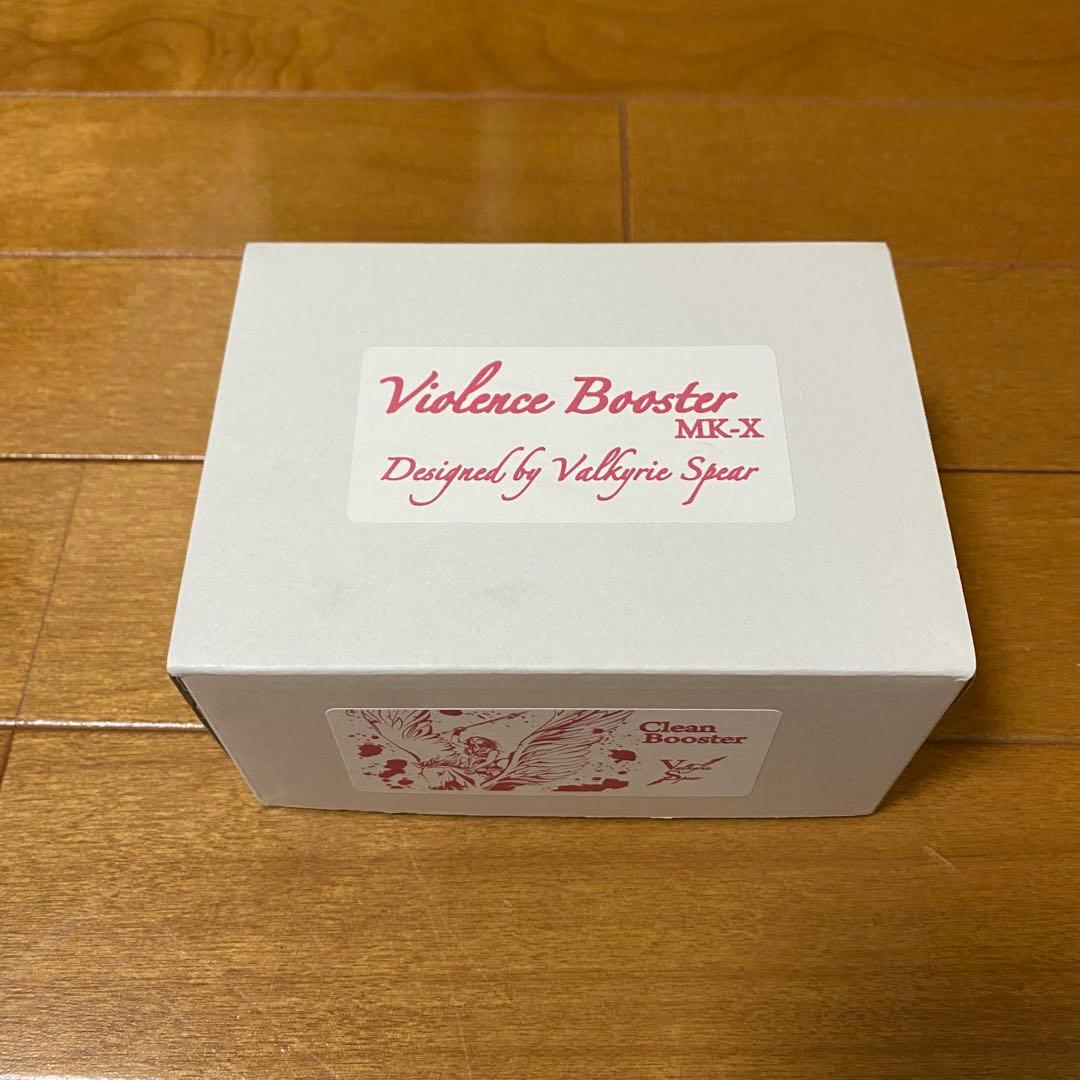 Violence Booster
MK-X
Designed by Valkyrie Spear
Clean
Booster